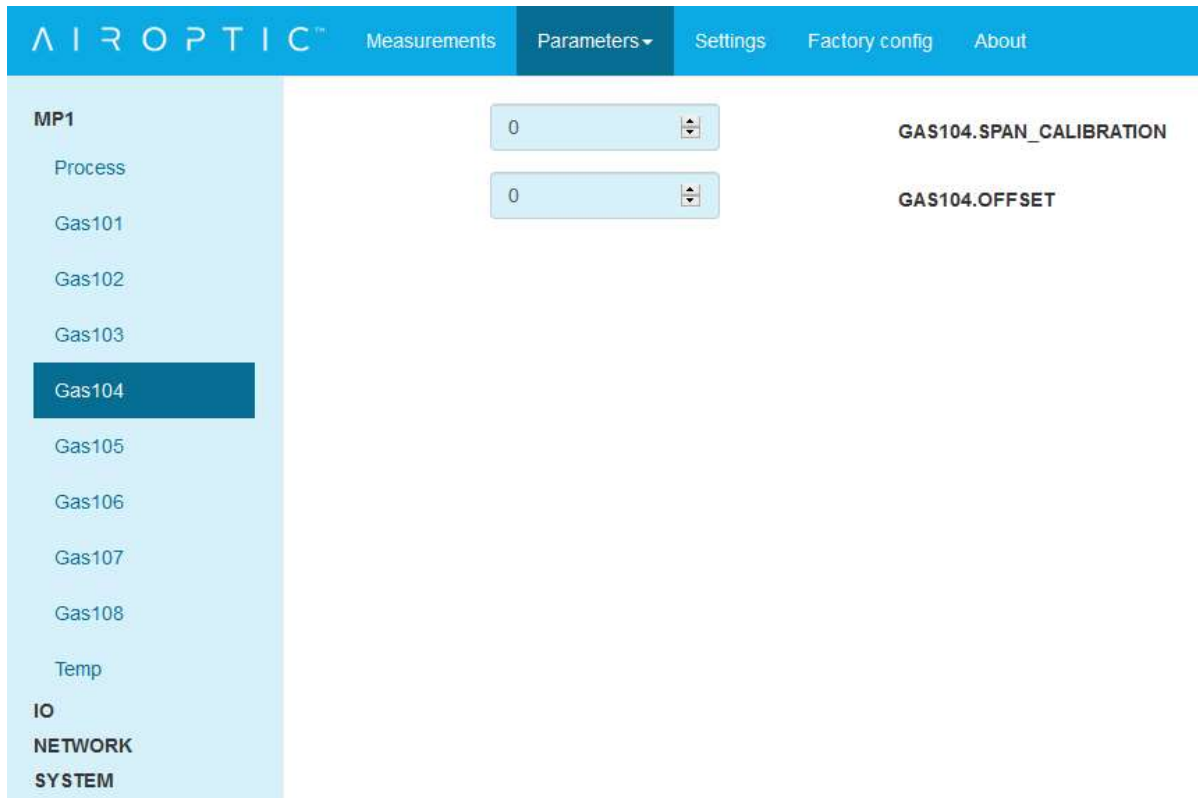 AIROPTIC™ Measurements Parameters Settings Factory config About
MP1
Process
Gas101
Gas102
Gas103
Gas104
Gas105
Gas106
Gas107
Gas108
Temp
IO
NETWORK
SYSTEM
0 GAS104.SPAN_CALIBRATION
0 GAS104.OFFSET